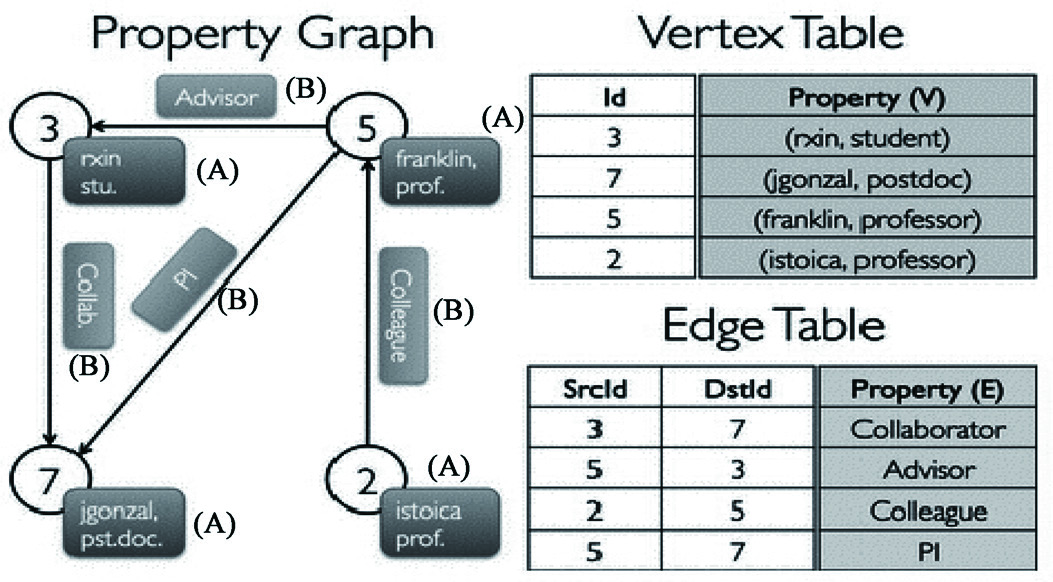 Property Graph
Advisor
(B)
3
5
(A)
rxin
stu.
(A)
franklin,
prof.
Collab.
(B)
PI
(B)
Colleague
(B)
7
jgonzal,
pst.doc.
(A)
2
(A)
istoica
prof.
Vertex Table
Id Property (V)
3 (rxin, student)
7 (jgonzal, postdoc)
5 (franklin, professor)
2 (istoica, professor)
Edge Table
SrcId DstId Property (E)
3 7 Collaborator
5 3 Advisor
2 5 Colleague
5 7 PI